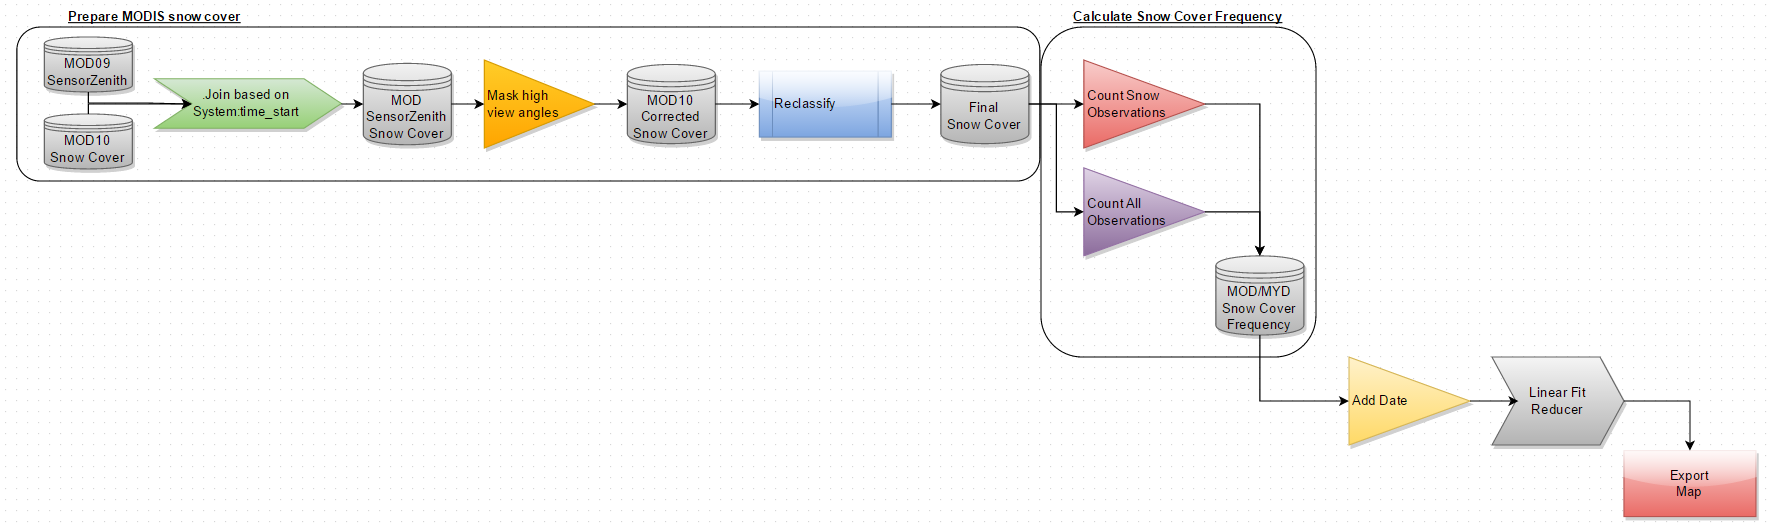 Prepare MODIS snow cover
Calculate Snow Cover Frequency
MOD09
SensorZenith
MOD10
Snow Cover
.Join based on
System:time_start
MOD
SensorZenith
Snow Cover
Mask high
view angles
MOD10
Corrected
Snow Cover
Reclassify
Final
Snow Cover
Count Snow
Observations
Count All
Observations
MOD/MYD
Snow Cover
Frequency
Add Date
Linear Fit
Reducer
Export
Map